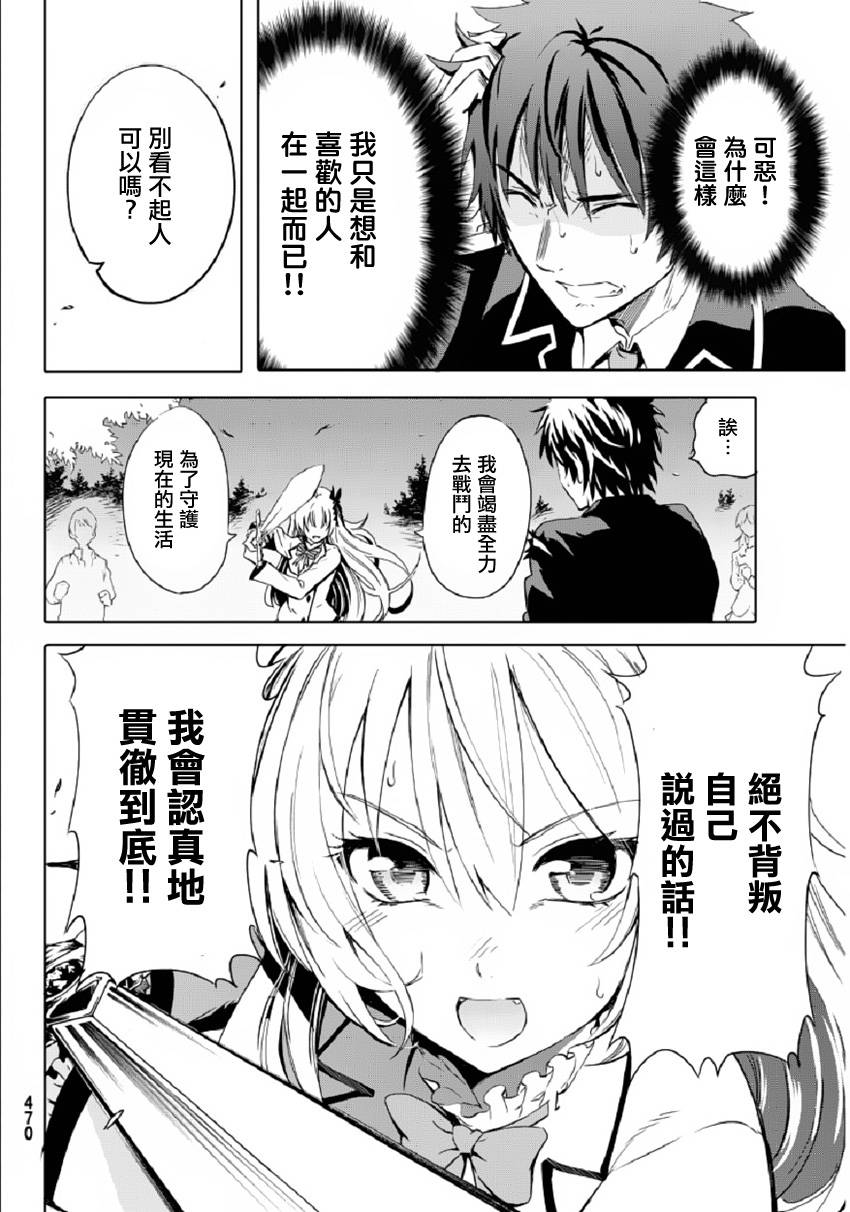 可惡！
為什麼
會這樣
我只是想和
喜歡的人
在一起而已!!
別看不起人
可以嗎？
誒…
我會竭盡全力
去戰鬥的
為了守護
現在的生活
絕不背叛
自己
説過的話!!
我會認真地
貫徹到底!!
470